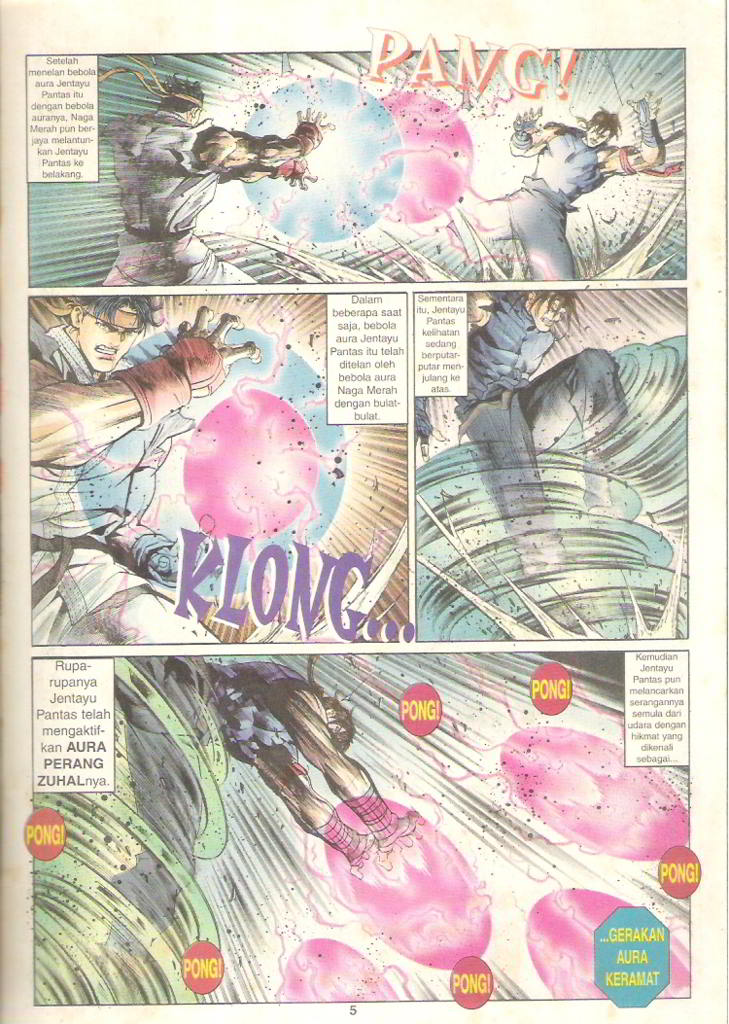 PANG!
Setelah
menelan bebola
aura Jentayu
Pantas itu
dengan bebola
auranya, Naga
Merah pun ber-
jaya melantun-
kan Jentayu
Pantas ke
belakang.
Dalam
beberapa saat
saja, bebola
aura Jentayu
Pantas itu telah
ditelan oleh
bebola aura
Naga Merah
dengan bulat-
bulat.
KLONG...
Sementara
itu, Jentayu
Pantas
kelihatan
sedang
berputar-
putar men-
julang ke
atas.
Rupa-
rupanya
Jentayu
Pantas telah
mengaktif-
kan AURA
PERANG
ZUHALnya.
PONG!
PONG!
PONG!
PONG!
PONG!
PONG!
Kemudian
Jentayu
Pantas pun
melancarkan
serangannya
semula dari
udara dengan
hikmat yang
dikenali
sebagai...
...GERAKAN
AURA
KERAMAT
5